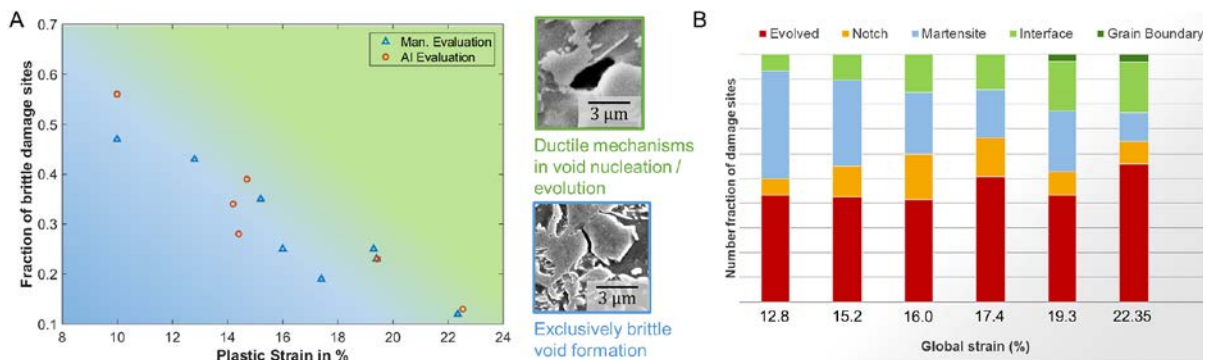 A
Fraction of brittle damage sites
0.7
0.6
0.5
0.4
0.3
0.2
0.1
8 10 12 14 16 18 20 22 24
Plastic Strain in %
Man. Evaluation
AI Evaluation
3 μm
Ductile mechanisms
in void nucleation /
evolution
3 μm
Exclusively brittle
void formation
B
Evolved Notch Martensite Interface Grain Boundary
Number fraction of damage sites
12.8 15.2 16.0 17.4 19.3 22.35
Global strain (%)